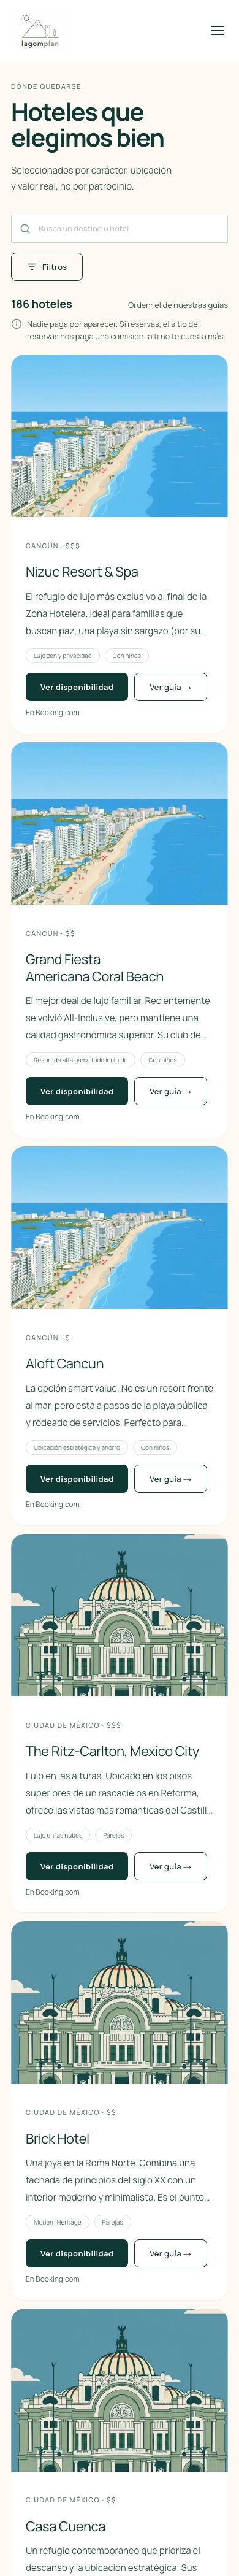 lagomplan
DÓNDE QUEDARSE
Hoteles que
elegimos bien
Seleccionados por carácter, ubicación
y valor real, no por patrocinio.
Busca un destino u hotel
Filtros
186 hoteles
Orden: el de nuestras guías
Nadie paga por aparecer. Si reservas, el sitio de
reservas nos paga una comisión; a ti no te cuesta más.
CANCÚN · $$$
Nizuc Resort & Spa
El refugio de lujo más exclusivo al final de la
Zona Hotelera. Ideal para familias que
buscan paz, una playa sin sargazo (por su…
Lujo zen y privacidad
Con niños
Ver disponibilidad
Ver guía →
En Booking.com
CANCÚN · $$
Grand Fiesta
Americana Coral Beach
El mejor deal de lujo familiar. Recientemente
se volvió All-Inclusive, pero mantiene una
calidad gastronómica superior. Su club de…
Resort de alta gama todo incluido
Con niños
Ver disponibilidad
Ver guía →
En Booking.com
CANCÚN · $
Aloft Cancun
La opción smart value. No es un resort frente
al mar, pero está a pasos de la playa pública
y rodeado de servicios. Perfecto para…
Ubicación estratégica y ahorro
Con niños
Ver disponibilidad
Ver guía →
En Booking.com
CIUDAD DE MÉXICO · $$$
The Ritz-Carlton, Mexico City
Lujo en las alturas. Ubicado en los pisos
superiores de un rascacielos en Reforma,
ofrece las vistas más románticas del Castill…
Lujo en las nubes
Parejas
Ver disponibilidad
Ver guía →
En Booking.com
CIUDAD DE MÉXICO · $$
Brick Hotel
Una joya en la Roma Norte. Combina una
fachada de principios del siglo XX con un
interior moderno y minimalista. Es el punto…
Modern Heritage
Parejas
Ver disponibilidad
Ver guía →
En Booking.com
CIUDAD DE MÉXICO · $$
Casa Cuenca
Un refugio contemporáneo que prioriza el
descanso y la ubicación estratégica. Sus